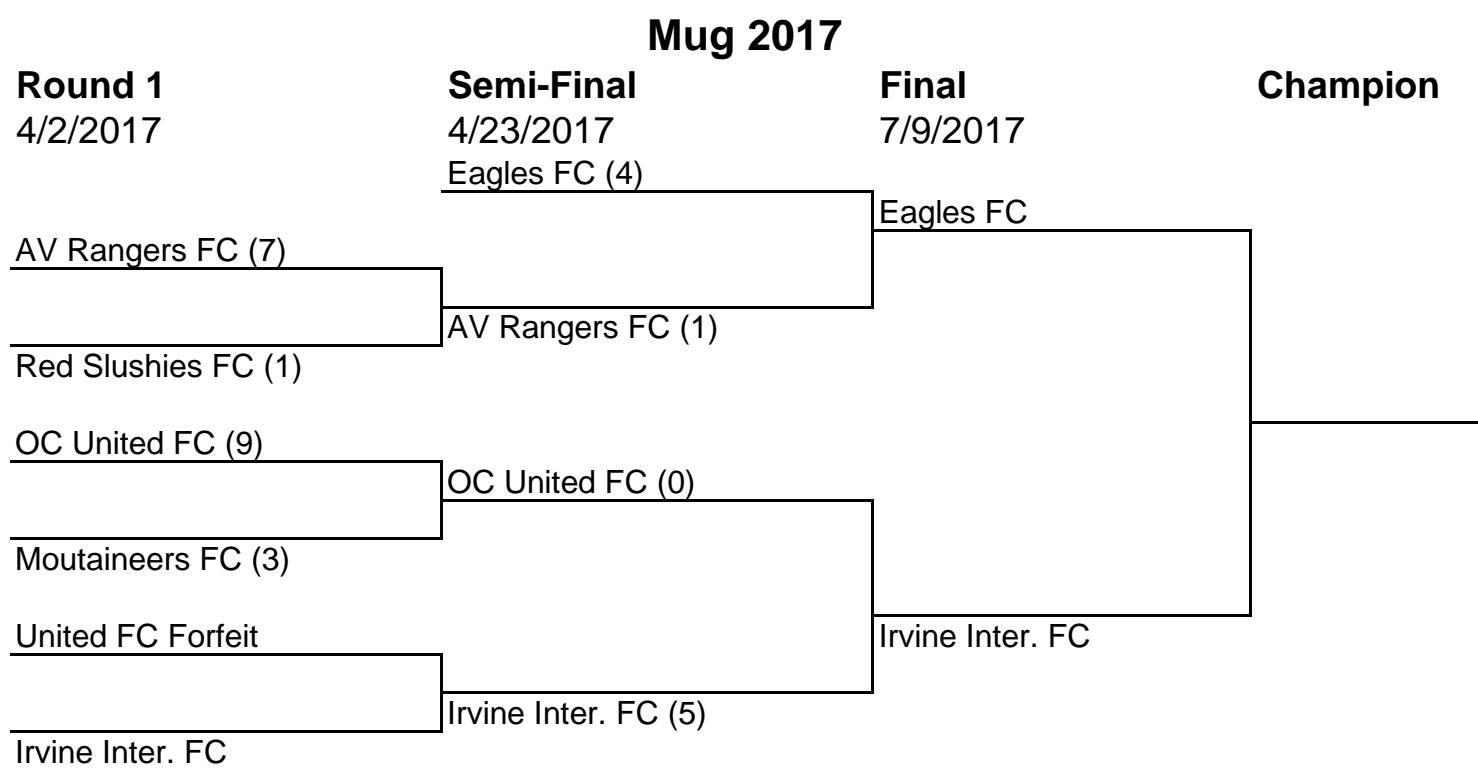 Mug 2017
Round 1 Semi-Final Final Champion
4/2/2017 4/23/2017 7/9/2017
Eagles FC (4)
Eagles FC
AV Rangers FC (7)
AV Rangers FC (1)
Red Slushies FC (1)
OC United FC (9)
OC United FC (0)
Moutaineers FC (3)
United FC Forfeit
Irvine Inter. FC
Irvine Inter. FC (5)
Irvine Inter. FC